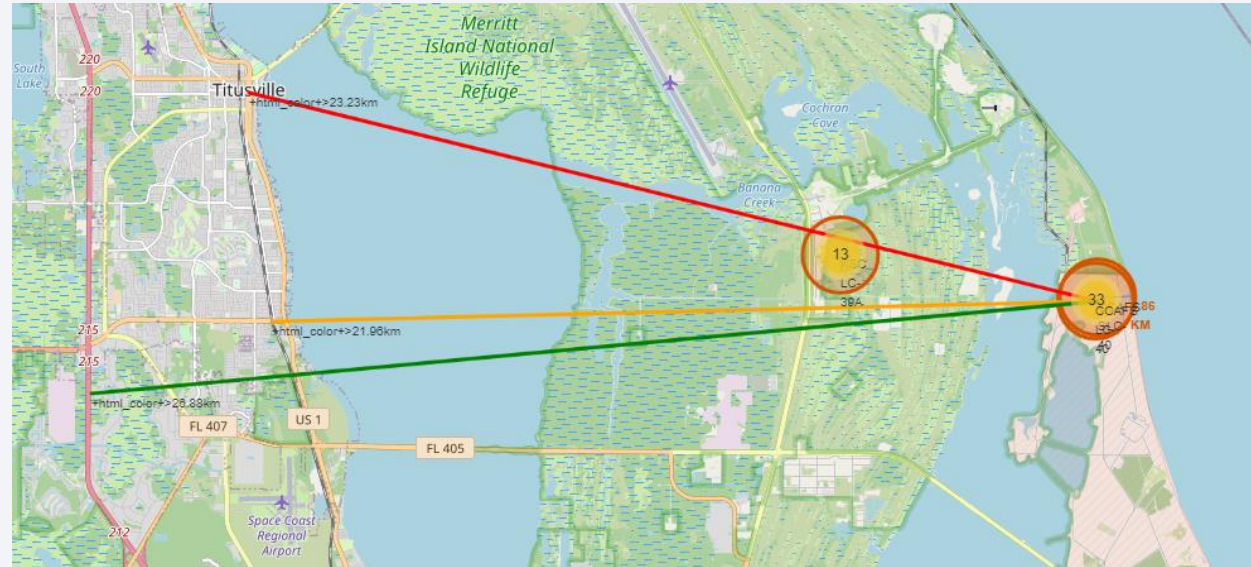 Merritt
Island National
Wildlife
Refuge
220
220
South
Lake
Titusville
+html_color+>23.23km
Cochran
Cove
Banana
Creek
13
LC-
39A
33
CCAFS
86
KM
215
215
+html_color+>21.96km
+html_color+>26.88km
FL 407
US 1
FL 405
212
Space Coast
Regional
Airport